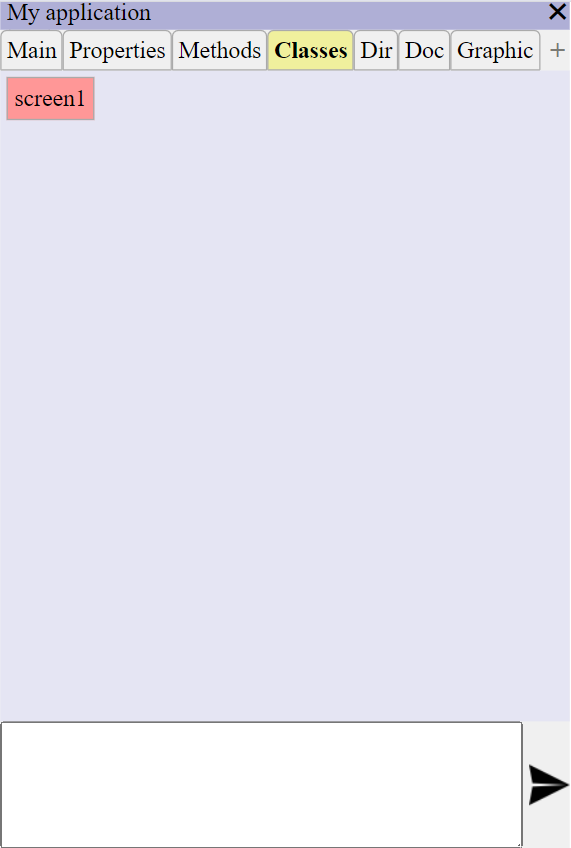 My application
Main Properties Methods Classes Dir Doc Graphic +
screen1